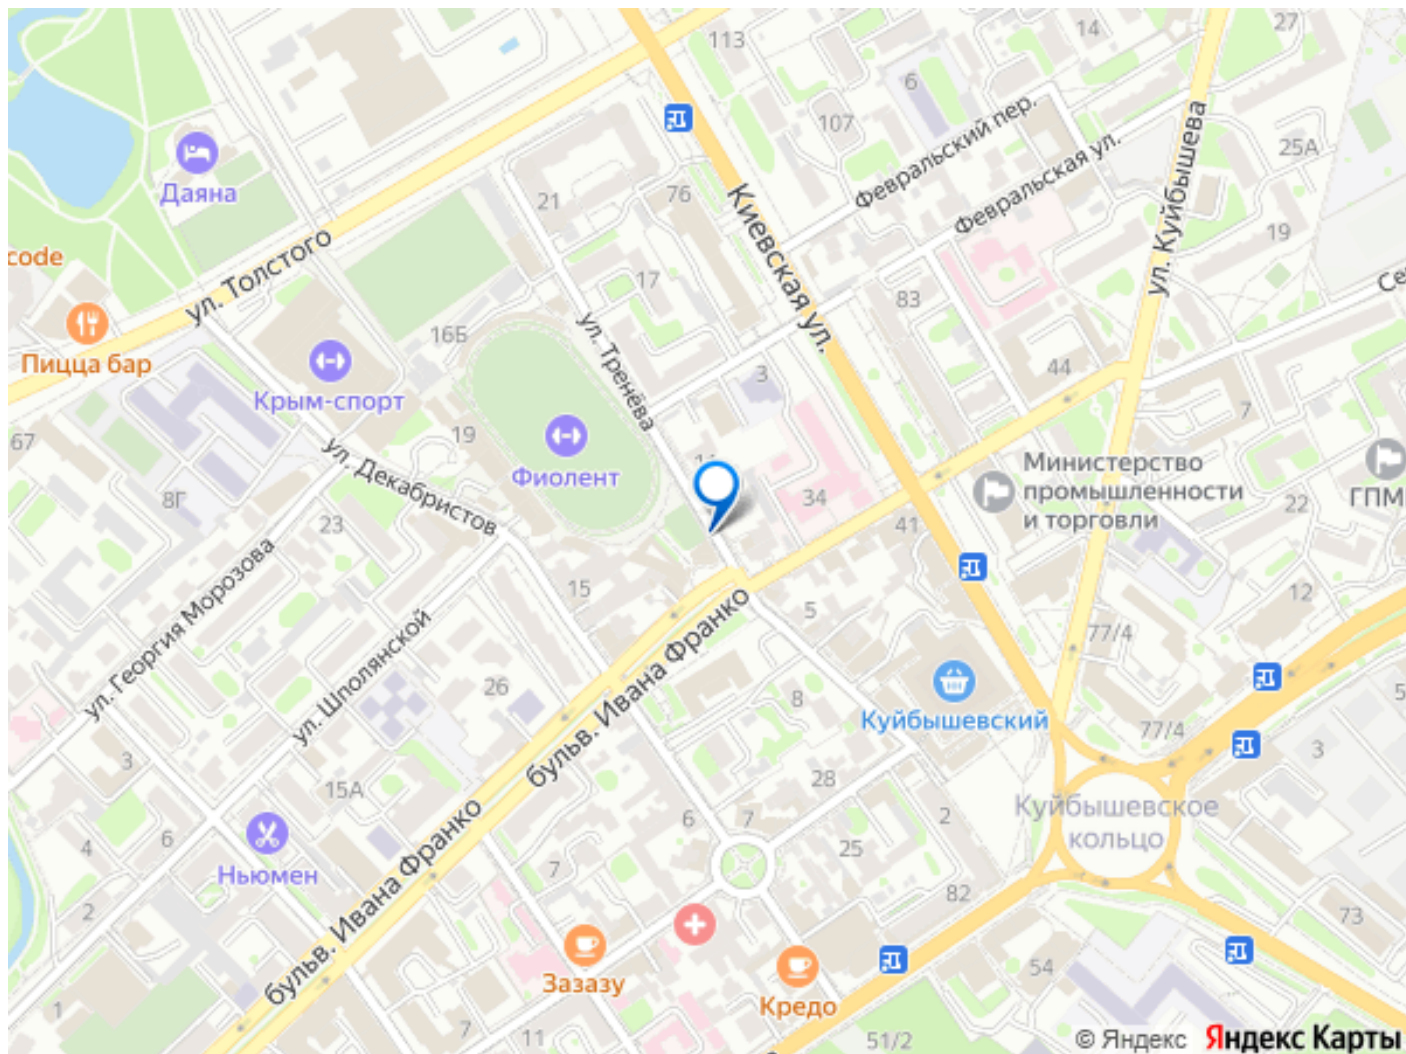 113
14
27
6
107
Февральский пер.
Февральская ул.
ул. Куйбышева
25А
Даяна
21
76
Киевская ул.
code
ул. Толстого
17
19
83
16Б
ул. Тренёва
Пицца бар
Крым-спорт
3
44
7
67
19
Фиолент
ул. Декабристов
Министерство
промышленности
и торговли
ГПМ
8Г
23
34
41
22
ул. Георгия Морозова
15
5
12
77/4
ул. Шполянской
26
8
Куйбышевский
77/4
5
3
бульв. Ивана Франко
3
15А
28
Куйбышевское
кольцо
6
7
2
4
6
25
Ньюмен
7
82
2
73
бульв. Ивана Франко
Зазазу
Кредо
54
1
7
11
51/2
© Яндекс Яндекс Карты